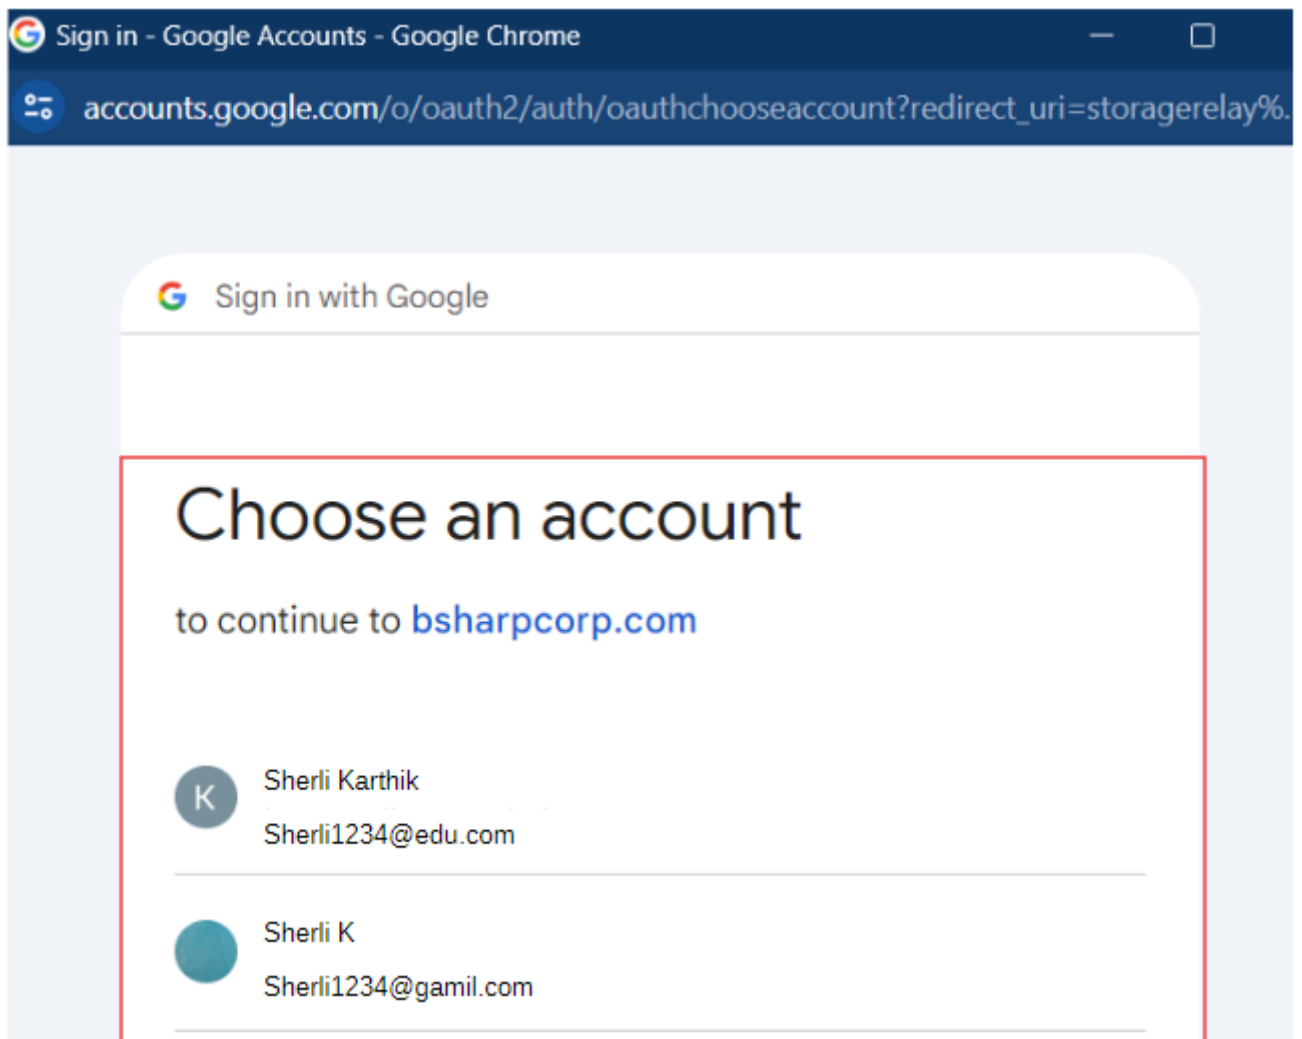 Sign in - Google Accounts - Google Chrome
accounts.google.com/o/oauth2/auth/oauthchooseaccount?redirect_uri=storagerelay%.
Sign in with Google
Choose an account
to continue to bsharpcorp.com
K
Sherli Karthik
Sherli1234@edu.com
Sherli K
Sherli1234@gamil.com